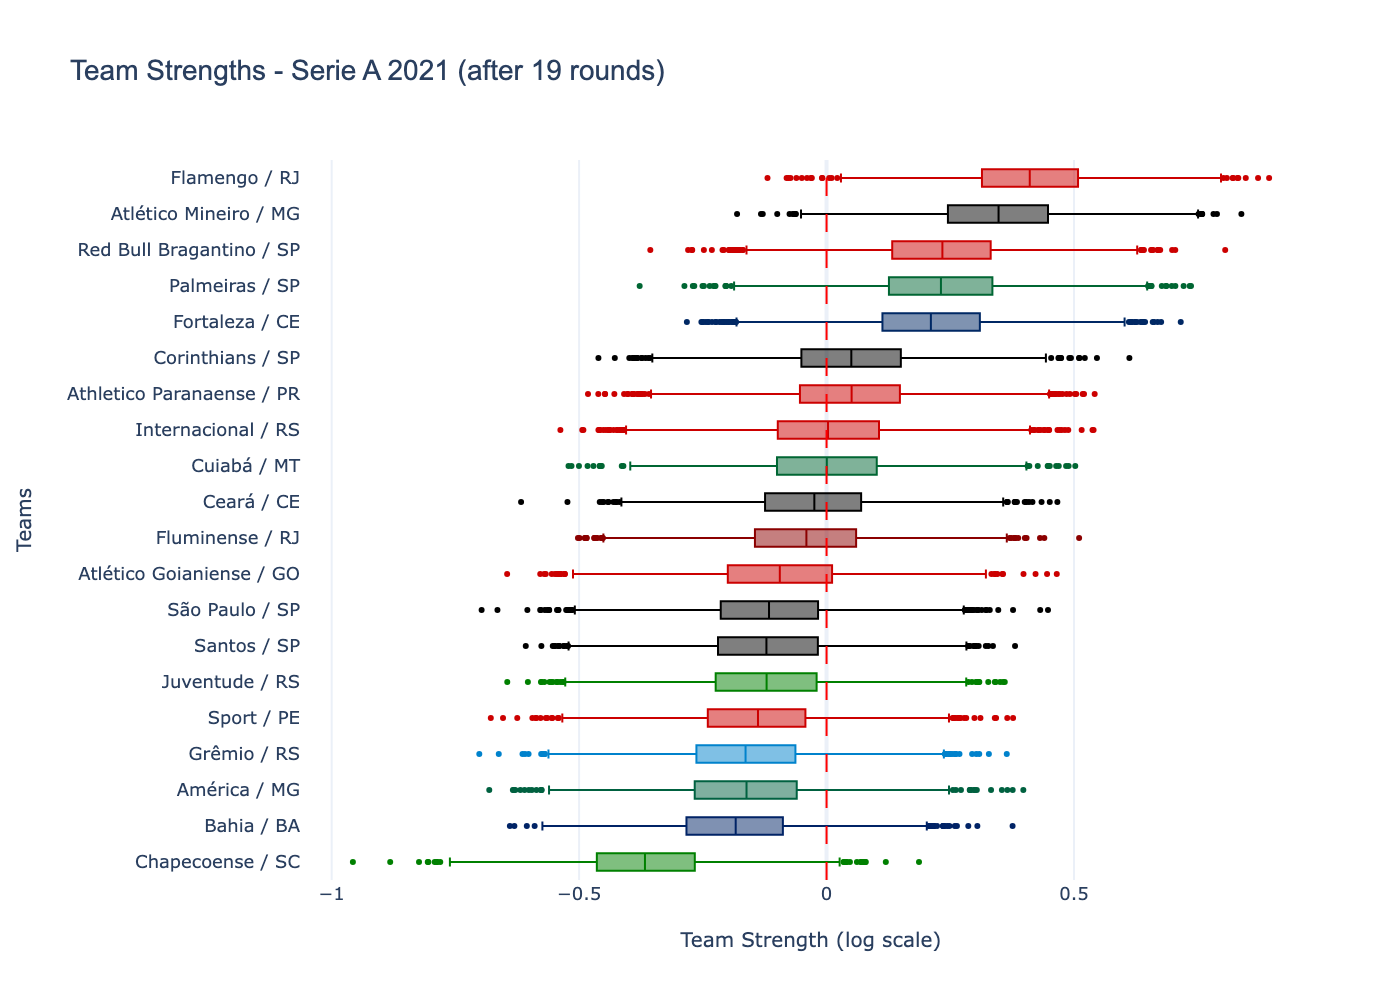 Team Strengths - Serie A 2021 (after 19 rounds)
Teams
Flamengo / RJ
Atlético Mineiro / MG
Red Bull Bragantino / SP
Palmeiras / SP
Fortaleza / CE
Corinthians / SP
Athletico Paranaense / PR
Internacional / RS
Cuiabá / MT
Ceará / CE
Fluminense / RJ
Atlético Goianiense / GO
São Paulo / SP
Santos / SP
Juventude / RS
Sport / PE
Grêmio / RS
América / MG
Bahia / BA
Chapecoense / SC
−1 −0.5 0 0.5
Team Strength (log scale)